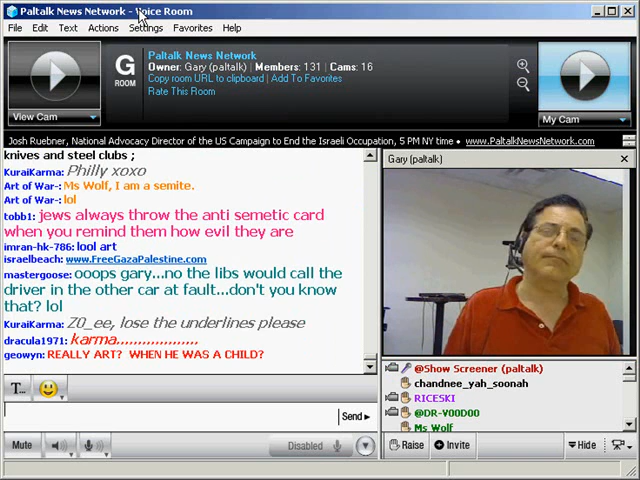 Paltalk News Network - Voice Room
File Edit Text Actions Settings Favorites Help
Paltalk News Network
Owner: Gary (paltalk) | Members: 131 | Cams: 16
Copy room URL to clipboard | Add To Favorites
Rate This Room
G
ROOM
View Cam
My Cam
Josh Ruebner, National Advocacy Director of the US Campaign to End the Israeli Occupation, 5 PM NY time • www.PaltalkNewsNetwork.com
knives and steel clubs ;
KuraiKarma: Philly xoxo
Art of War-: Ms Wolf, I am a semite.
Art of War-: lol
tobb1: jews always throw the anti semetic card
when you remind them how evil they are
imran-hk-786: lool art
israelbeach: www.FreeGazaPalestine.com
mastergoose: ooops gary...no the libs would call the
driver in the other car at fault...don't you know
that? lol
KuraiKarma: Z0_ee, lose the underlines please
dracula1971: karma...................
geowyn: REALLY ART? WHEN HE WAS A CHILD?
T...
Send
Mute
Disabled
Gary (paltalk)
@Show Screener (paltalk)
chandnee_yah_soonah
RICESKI
@DR-V00D00
Ms Wolf
Raise Invite Hide